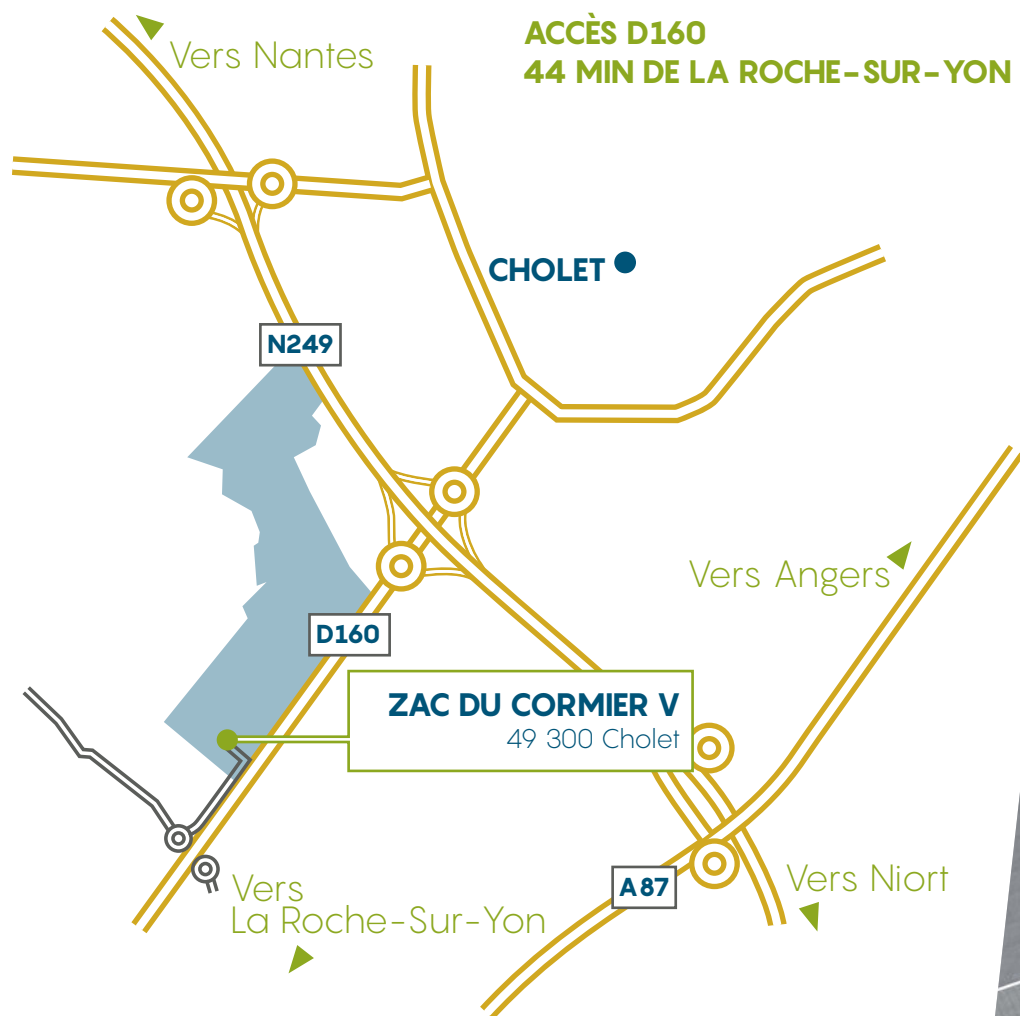 ACCÈS D160
44 MIN DE LA ROCHE-SUR-YON
Vers Nantes
CHOLET
N249
Vers Angers
D160
ZAC DU CORMIER V
49 300 Cholet
A87
Vers Niort
Vers
La Roche-Sur-Yon